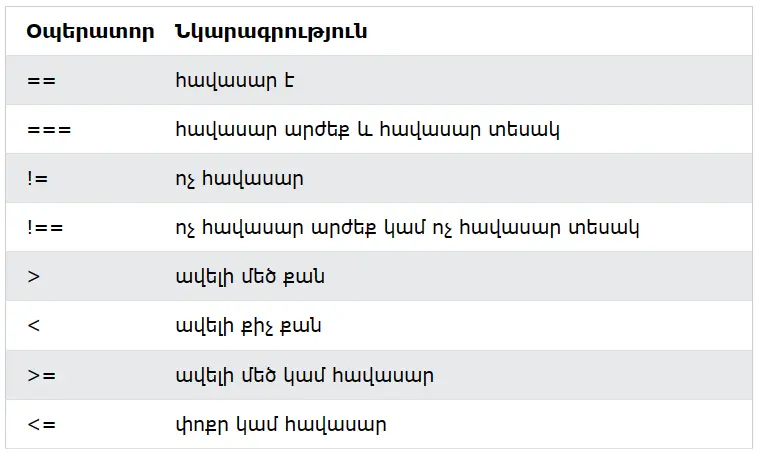 Օպերատոր Նկարագրություն
== հավասար է
=== հավասար արժեք և հավասար տեսակ
!= ոչ հավասար
!== ոչ հավասար արժեք կամ ոչ հավասար տեսակ
> ավելի մեծ քան
< ավելի քիչ քան
>= ավելի մեծ կամ հավասար
<= փոքր կամ հավասար